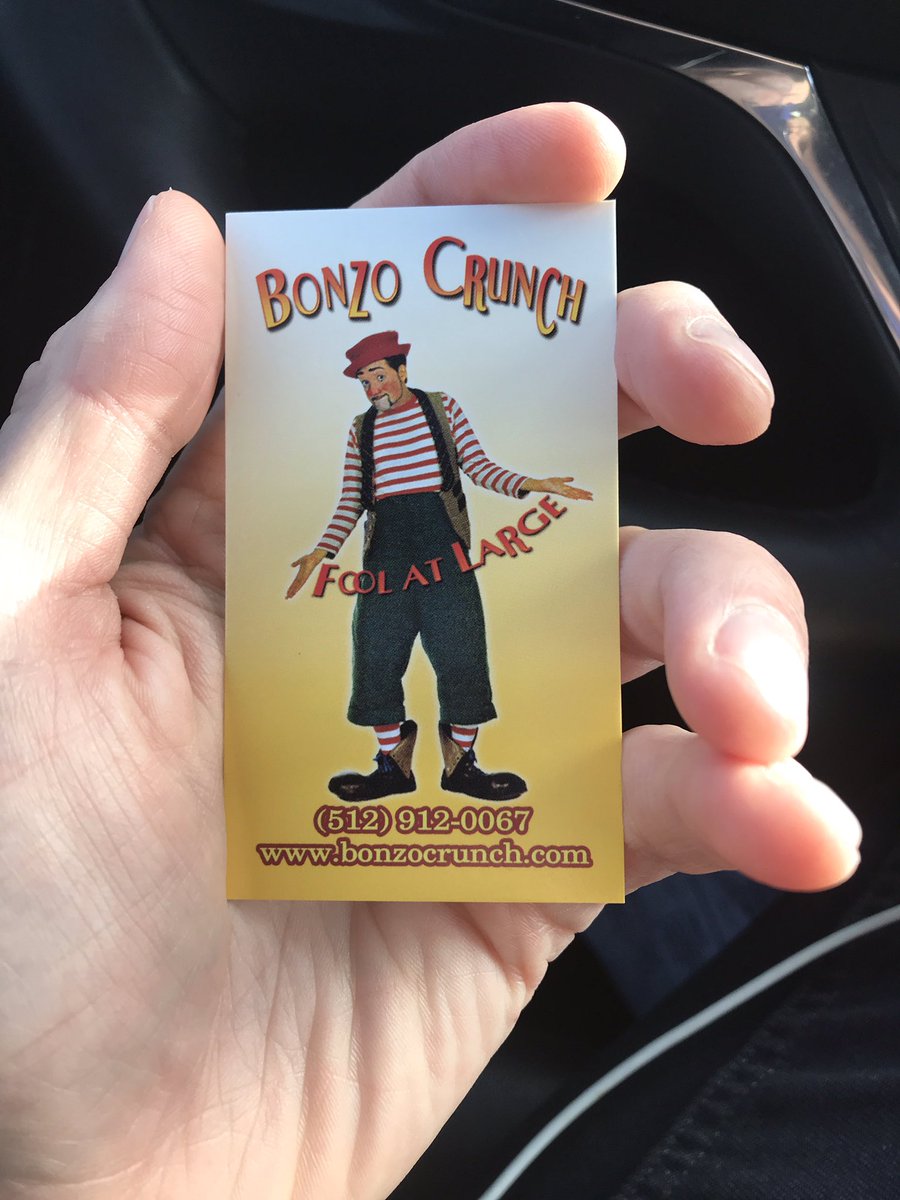 BONZO CRUNCH
FOOL AT LARGE
(512) 912-0067
www.bonzocrunch.com